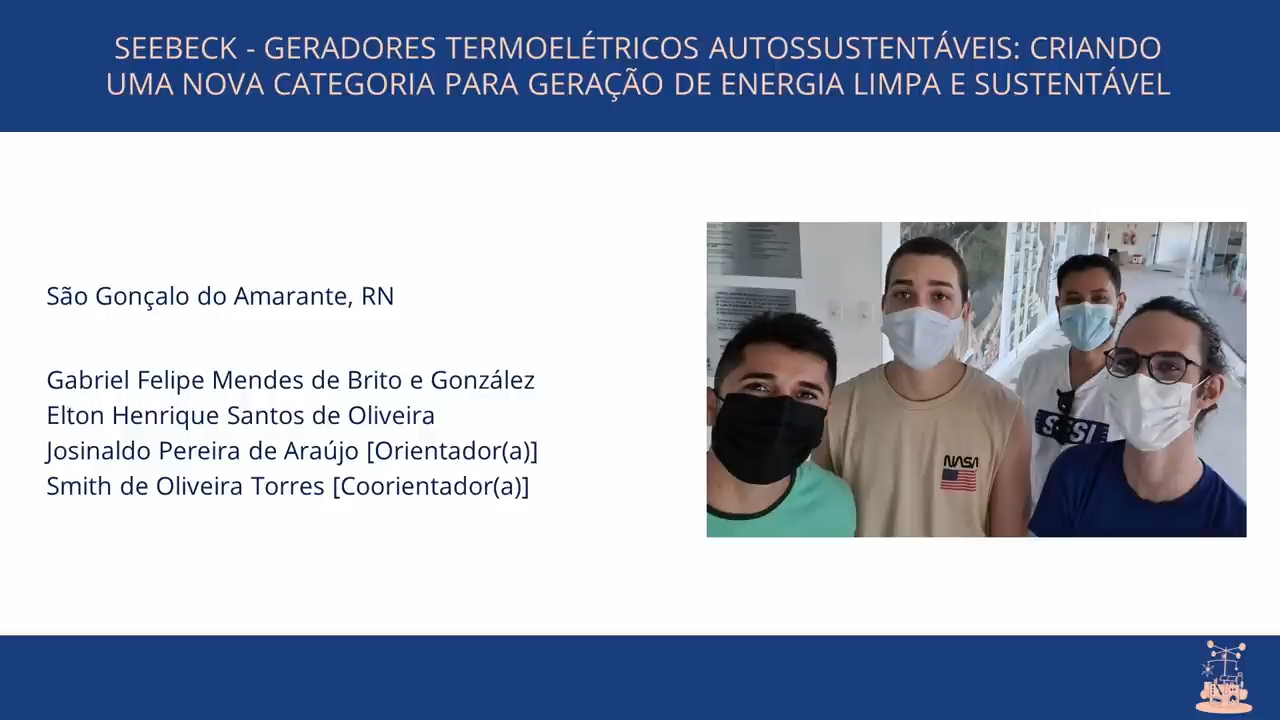 SEEBECK - GERADORES TERMOELÉTRICOS AUTOSSUSTENTÁVEIS: CRIANDO
UMA NOVA CATEGORIA PARA GERAÇÃO DE ENERGIA LIMPA E SUSTENTÁVEL
São Gonçalo do Amarante, RN
Gabriel Felipe Mendes de Brito e González
Elton Henrique Santos de Oliveira
Josinaldo Pereira de Araújo [Orientador(a)]
Smith de Oliveira Torres [Coorientador(a)]
NASA